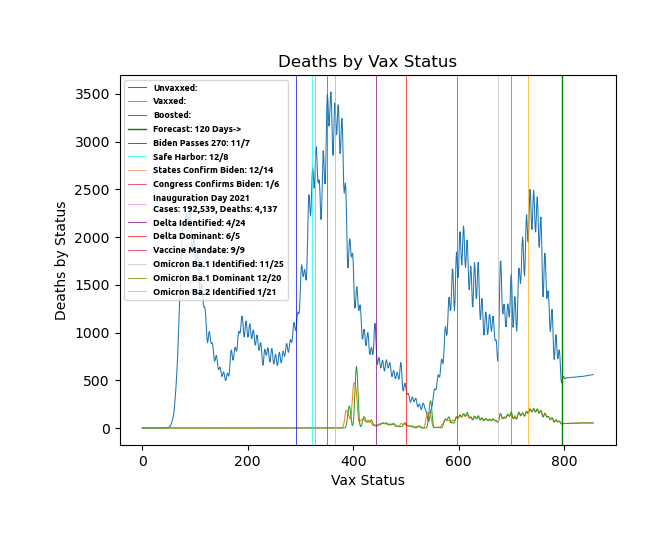 Deaths by Vax Status
Deaths by Status
3500
3000
2500
2000
1500
1000
500
0
Unvaxxed:
Vaxxed:
Boosted:
Forecast: 120 Days->
Biden Passes 270: 11/7
Safe Harbor: 12/8
States Confirm Biden: 12/14
Congress Confirms Biden: 1/6
Inauguration Day 2021
Cases: 192,539, Deaths: 4,137
Delta Identified: 4/24
Delta Dominant: 6/5
Vaccine Mandate: 9/9
Omicron Ba.1 Identified: 11/25
Omicron Ba.1 Dominant 12/20
Omicron Ba.2 Identified 1/21
0
200
400
600
800
Vax Status